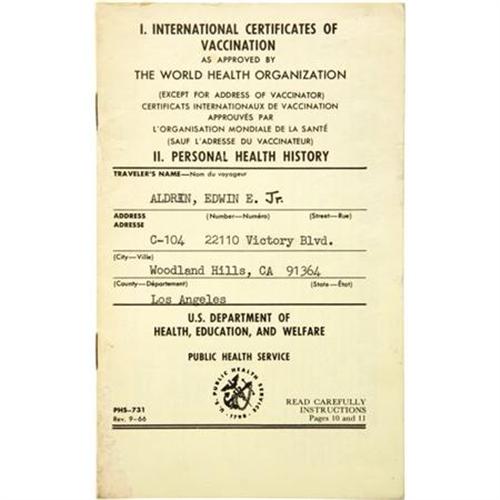 I. INTERNATIONAL CERTIFICATES OF
VACCINATION
AS APPROVED BY
THE WORLD HEALTH ORGANIZATION
(EXCEPT FOR ADDRESS OF VACCINATOR)
CERTIFICATS INTERNATIONAUX DE VACCINATION
APPROUVÉS PAR
L'ORGANISATION MONDIALE DE LA SANTÉ
(SAUF L'ADRESSE DU VACCINATEUR)
II. PERSONAL HEALTH HISTORY
TRAVELER'S NAME—Nom du voyageur
ALDRIN, EDWIN E. Jr.
ADDRESS (Number—Numéro) (Street—Rue)
ADRESSE
C-104 22110 Victory Blvd.
(City—Ville)
Woodland Hills, CA 91364
(County—Département) (State—État)
Los Angeles
U.S. DEPARTMENT OF
HEALTH, EDUCATION, AND WELFARE
PUBLIC HEALTH SERVICE
U.S. PUBLIC HEALTH SERVICE
1798
PHS-731
Rev. 9-66
READ CAREFULLY
INSTRUCTIONS
Pages 10 and 11